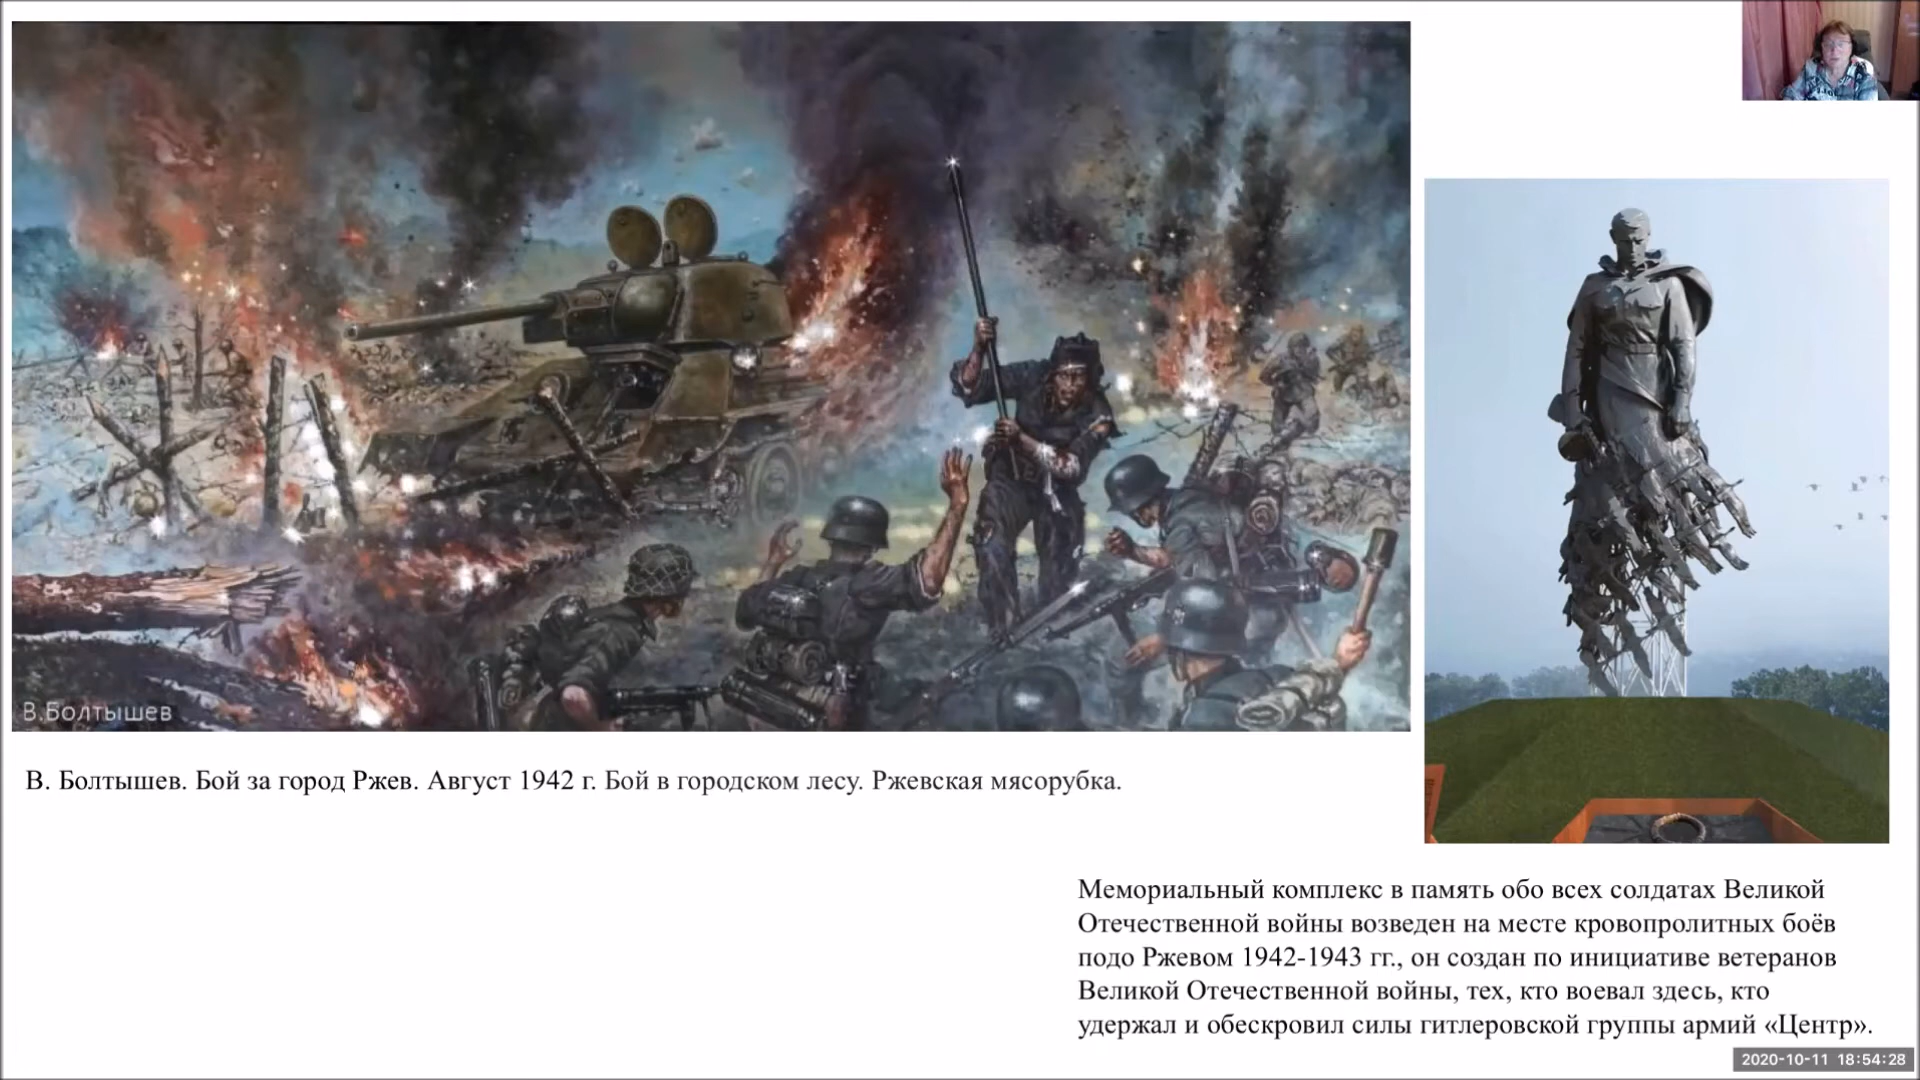 В.Болтышев
В. Болтышев. Бой за город Ржев. Август 1942 г. Бой в городском лесу. Ржевская мясорубка.
Мемориальный комплекс в память обо всех солдатах Великой
Отечественной войны возведен на месте кровопролитных боёв
подо Ржевом 1942-1943 гг., он создан по инициативе ветеранов
Великой Отечественной войны, тех, кто воевал здесь, кто
удержал и обескровил силы гитлеровской группы армий «Центр».
2020-10-11 18:54:28